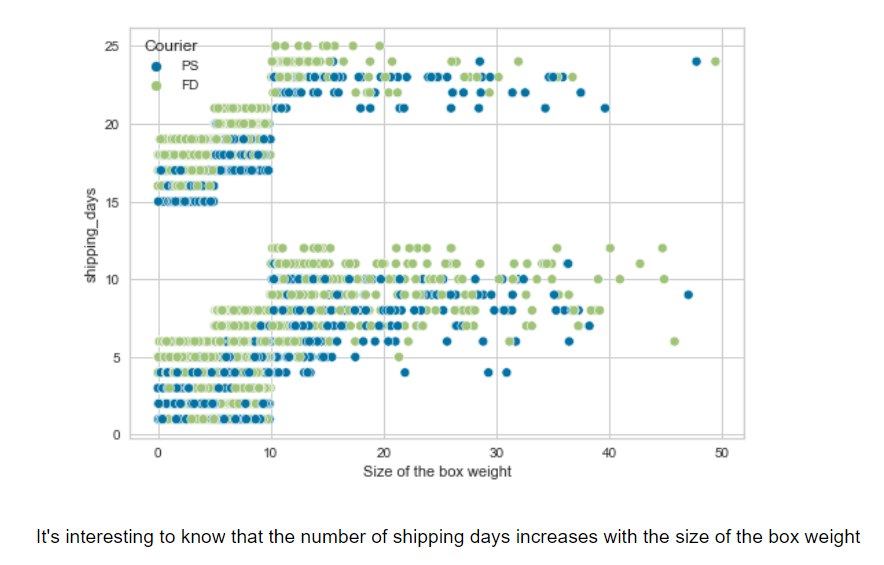 Courier
PS
FD
25
20
15
10
5
0
shipping_days
0 10 20 30 40 50
Size of the box weight
It's interesting to know that the number of shipping days increases with the size of the box weight